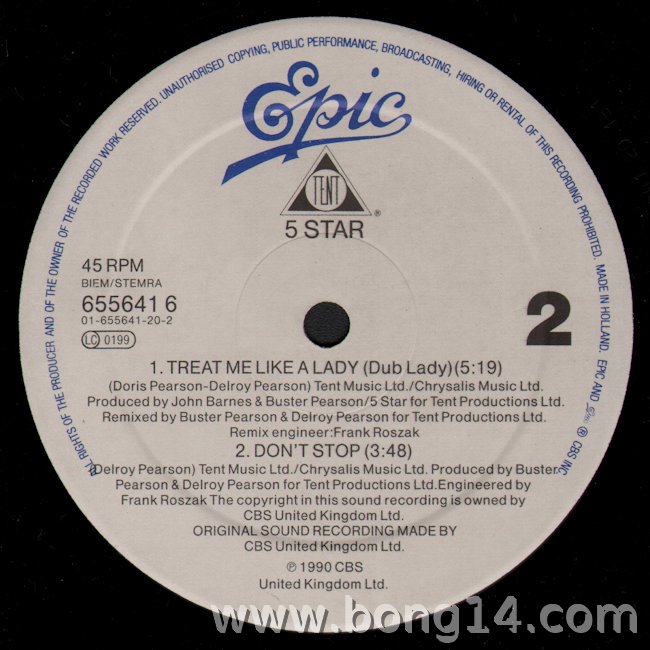 ALL RIGHTS OF THE PRODUCER AND OF THE OWNER OF THE RECORDED WORK RESERVED. UNAUTHORISED COPYING, PUBLIC PERFORMANCE, BROADCASTING, HIRING OR RENTAL OF THIS RECORDING PROHIBITED. MADE IN HOLLAND. EPIC AND Epic ® CBS INC.
Epic
TENT ®
5 STAR
45 RPM
BIEM/STEMRA
655641 6
01-655641-20-2
LC 0199
2
1. TREAT ME LIKE A LADY (Dub Lady)(5:19)
(Doris Pearson-Delroy Pearson) Tent Music Ltd./Chrysalis Music Ltd.
Produced by John Barnes & Buster Pearson/5 Star for Tent Productions Ltd.
Remixed by Buster Pearson & Delroy Pearson for Tent Productions Ltd.
Remix engineer:Frank Roszak
2. DON'T STOP (3:48)
(Delroy Pearson) Tent Music Ltd./Chrysalis Music Ltd. Produced by Buster
Pearson & Delroy Pearson for Tent Productions Ltd.Engineered by
Frank Roszak The copyright in this sound recording is owned by
CBS United Kingdom Ltd.
ORIGINAL SOUND RECORDING MADE BY
CBS United Kingdom Ltd.
℗ 1990 CBS
United Kingdom Ltd.
www.bong14.com